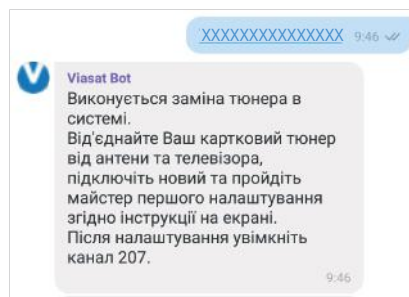 XXXXXXXXXXXXXXX 9:46
Viasat Bot
Виконується заміна тюнера в
системі.
Від'єднайте Ваш картковий тюнер
від антени та телевізора,
підключіть новий та пройдіть
майстер першого налаштування
згідно інструкції на екрані.
Після налаштування увімкніть
канал 207.
9:46